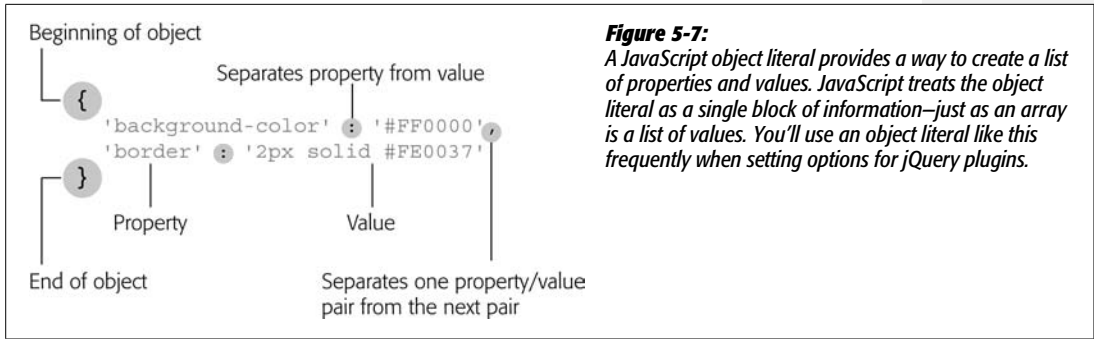 Beginning of object
Separates property from value
{
'background-color' : '#FF0000',
'border' : '2px solid #FE0037'
}
Property
Value
End of object
Separates one property/value
pair from the next pair
Figure 5-7:
A JavaScript object literal provides a way to create a list
of properties and values. JavaScript treats the object
literal as a single block of information—just as an array
is a list of values. You'll use an object literal like this
frequently when setting options for jQuery plugins.